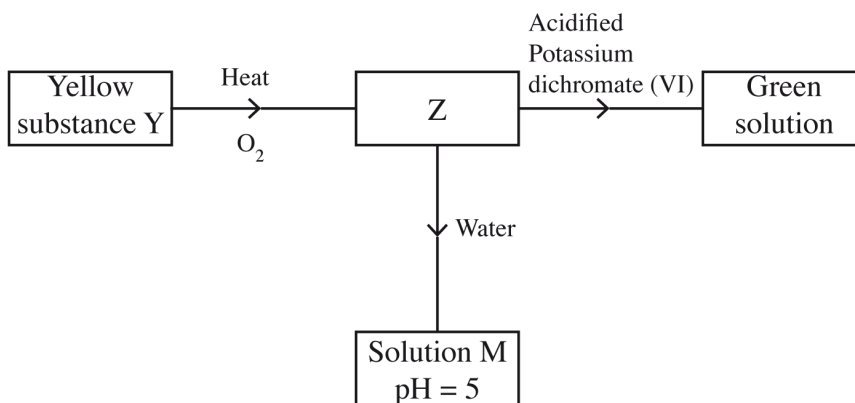 Yellow
substance Y
Heat
O₂
Z
Acidified
Potassium
dichromate (VI)
Green
solution
Water
Solution M
pH = 5